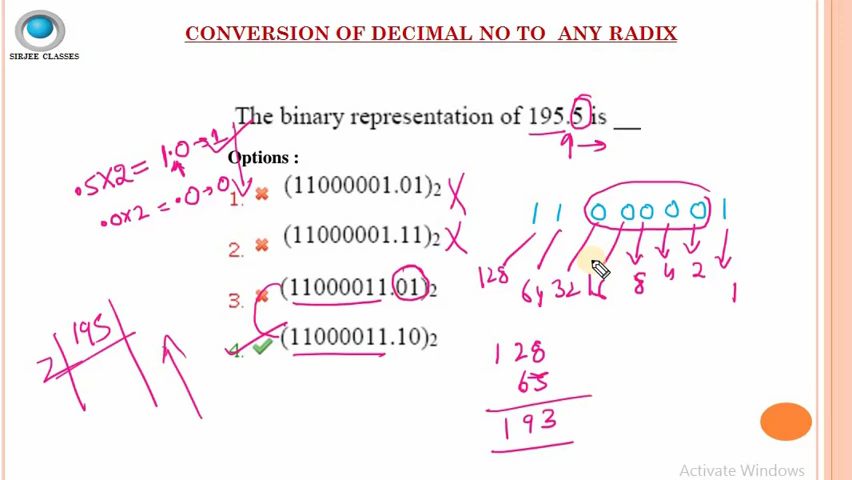 CONVERSION OF DECIMAL NO TO ANY RADIX
SIRJEE CLASSES
The binary representation of 195.5 is __
9 →
.5X2 = 1.0 → 1
.0X2 = .0 → 0
Options :
1. (11000001.01)2 X
2. (11000001.11)2 X
3. (11000011.01)2
4. (11000011.10)2
1 1 0 0 0 0 0 1
128 64 32 16 8 4 2 1
2 195
128
65
193
Activate Windows